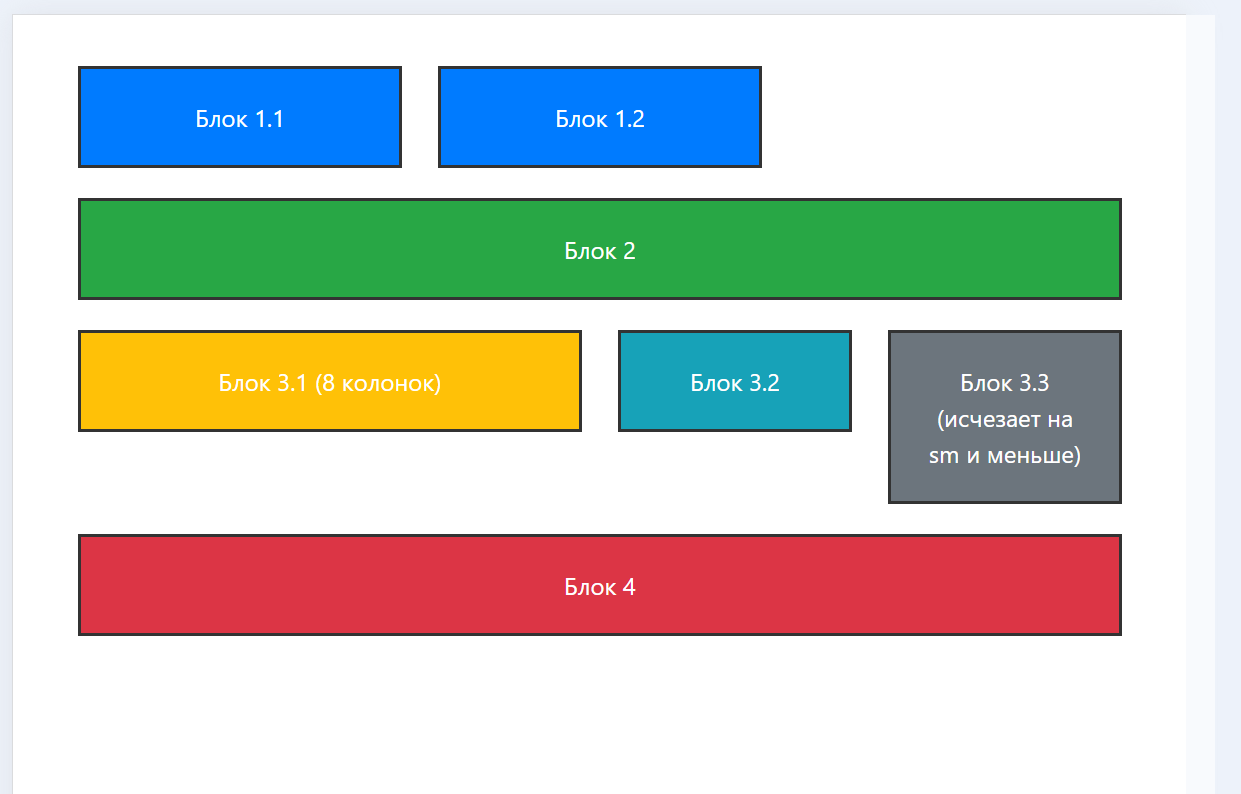 Блок 1.1
Блок 1.2
Блок 2
Блок 3.1 (8 колонок)
Блок 3.2
Блок 3.3
(исчезает на
sm и меньше)
Блок 4